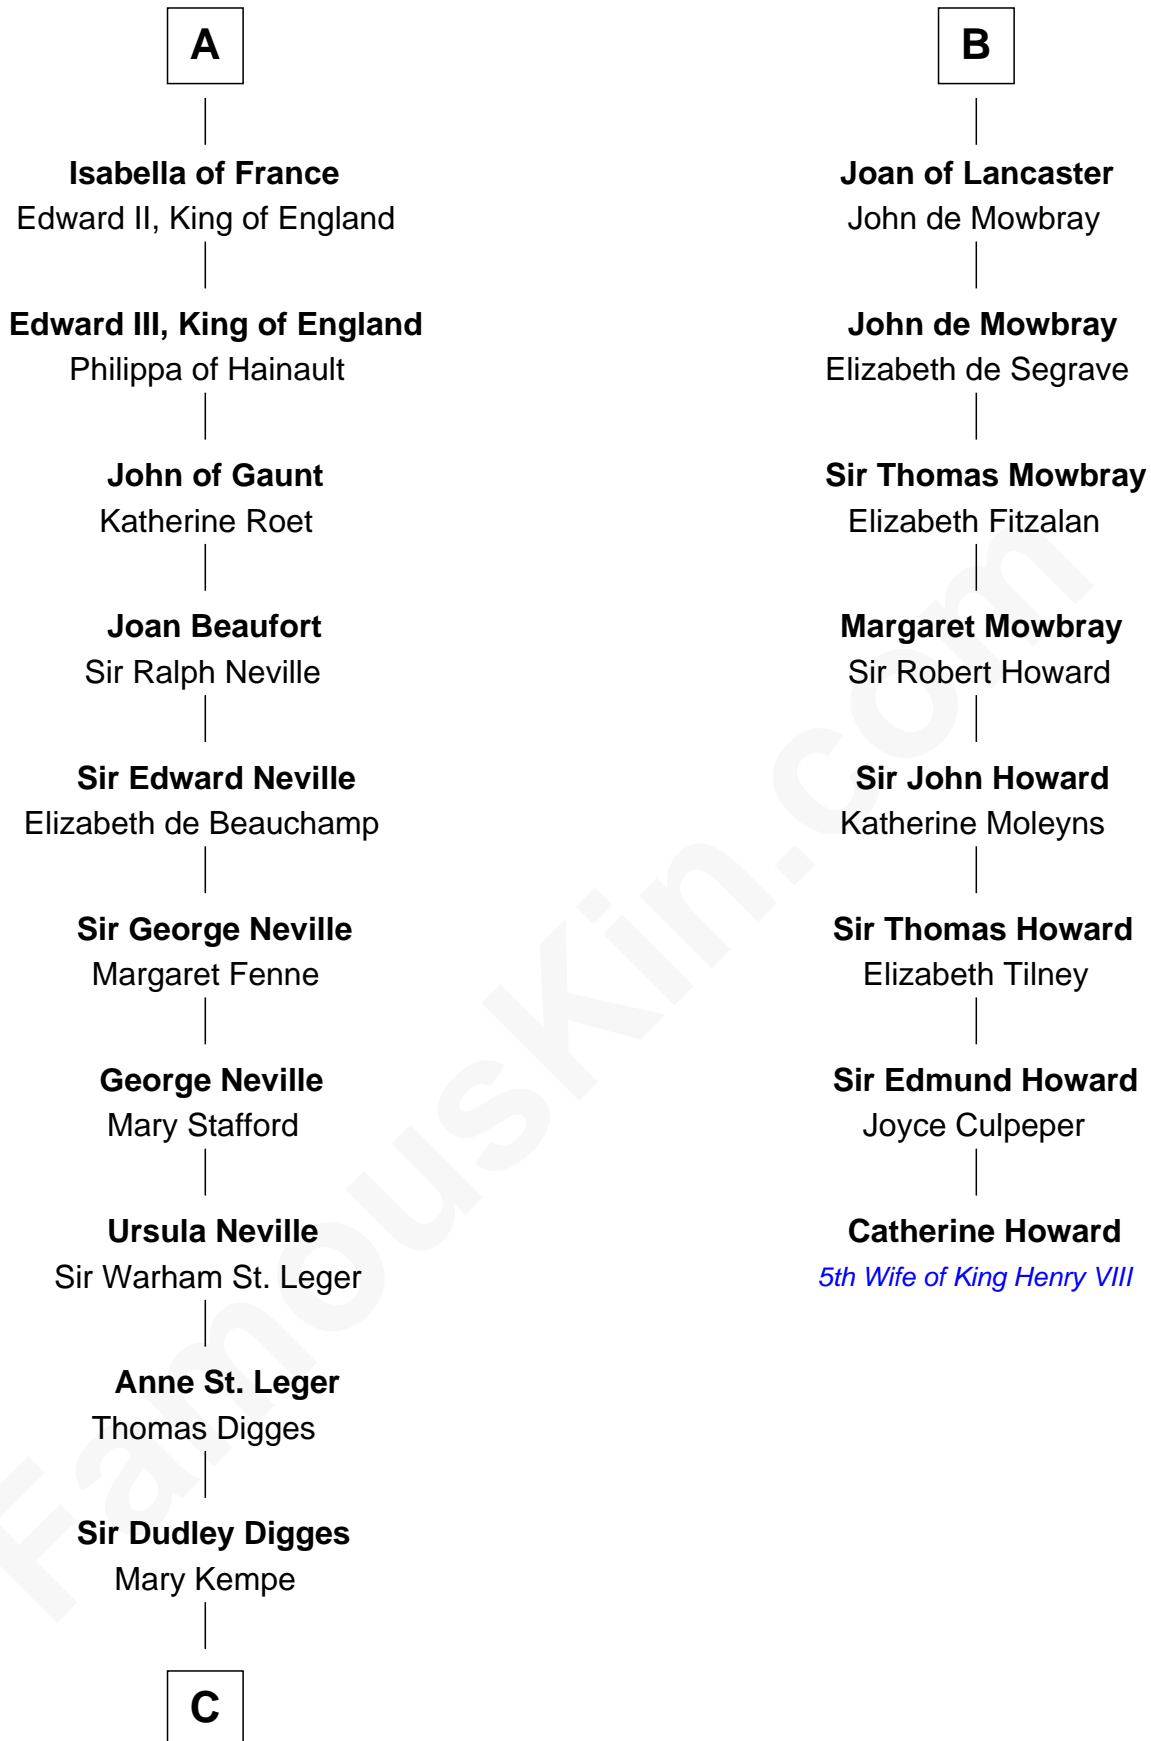 A
Isabella of France
Edward II, King of England
Edward III, King of England
Philippa of Hainault
John of Gaunt
Katherine Roet
Joan Beaufort
Sir Ralph Neville
Sir Edward Neville
Elizabeth de Beauchamp
Sir George Neville
Margaret Fenne
George Neville
Mary Stafford
Ursula Neville
Sir Warham St. Leger
Anne St. Leger
Thomas Digges
Sir Dudley Digges
Mary Kempe
C
B
Joan of Lancaster
John de Mowbray
John de Mowbray
Elizabeth de Segrave
Sir Thomas Mowbray
Elizabeth Fitzalan
Margaret Mowbray
Sir Robert Howard
Sir John Howard
Katherine Moleyns
Sir Thomas Howard
Elizabeth Tilney
Sir Edmund Howard
Joyce Culpeper
Catherine Howard
5th Wife of King Henry VIII
FamousKin.com